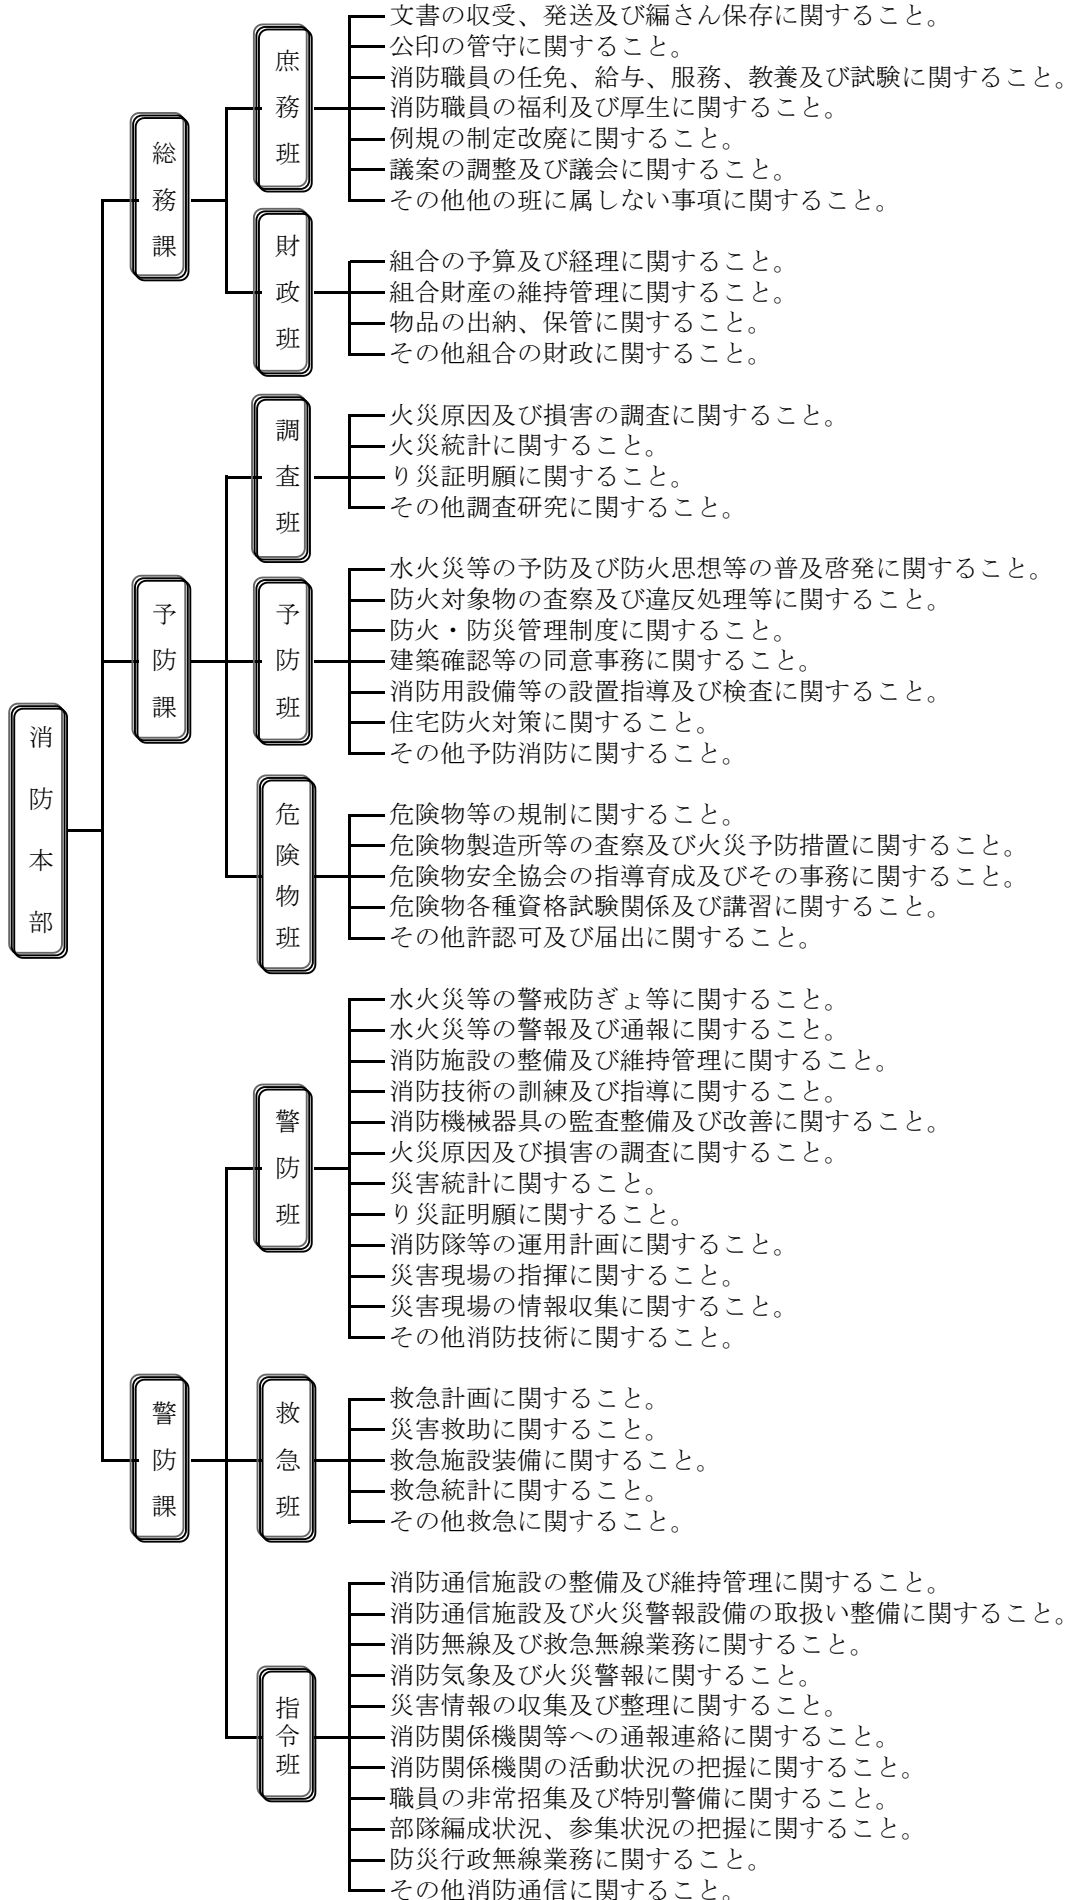 消防本部
総務課
庶務班
文書の収受、発送及び編さん保存に関すること。
公印の管守に関すること。
消防職員の任免、給与、服務、教養及び試験に関すること。
消防職員の福利及び厚生に関すること。
例規の制定改廃に関すること。
議案の調整及び議会に関すること。
その他他の班に属しない事項に関すること。
財政班
組合の予算及び経理に関すること。
組合財産の維持管理に関すること。
物品の出納、保管に関すること。
その他組合の財政に関すること。
予防課
調査班
火災原因及び損害の調査に関すること。
火災統計に関すること。
り災証明願に関すること。
その他調査研究に関すること。
予防班
水火災等の予防及び防火思想等の普及啓発に関すること。
防火対象物の査察及び違反処理等に関すること。
防火・防災管理制度に関すること。
建築確認等の同意事務に関すること。
消防用設備等の設置指導及び検査に関すること。
住宅防火対策に関すること。
その他予防消防に関すること。
危険物班
危険物等の規制に関すること。
危険物製造所等の査察及び火災予防措置に関すること。
危険物安全協会の指導育成及びその事務に関すること。
危険物各種資格試験関係及び講習に関すること。
その他許認可及び届出に関すること。
警防課
警防班
水火災等の警戒防ぎょ等に関すること。
水火災等の警報及び通報に関すること。
消防施設の整備及び維持管理に関すること。
消防技術の訓練及び指導に関すること。
消防機械器具の監査整備及び改善に関すること。
火災原因及び損害の調査に関すること。
災害統計に関すること。
り災証明願に関すること。
消防隊等の運用計画に関すること。
災害現場の指揮に関すること。
災害現場の情報収集に関すること。
その他消防技術に関すること。
救急班
救急計画に関すること。
災害救助に関すること。
救急施設装備に関すること。
救急統計に関すること。
その他救急に関すること。
指令班
消防通信施設の整備及び維持管理に関すること。
消防通信施設及び火災警報設備の取扱い整備に関すること。
消防無線及び救急無線業務に関すること。
消防気象及び火災警報に関すること。
災害情報の収集及び整理に関すること。
消防関係機関等への通報連絡に関すること。
消防関係機関の活動状況の把握に関すること。
職員の非常招集及び特別警備に関すること。
部隊編成状況、参集状況の把握に関すること。
防災行政無線業務に関すること。
その他消防通信に関すること。